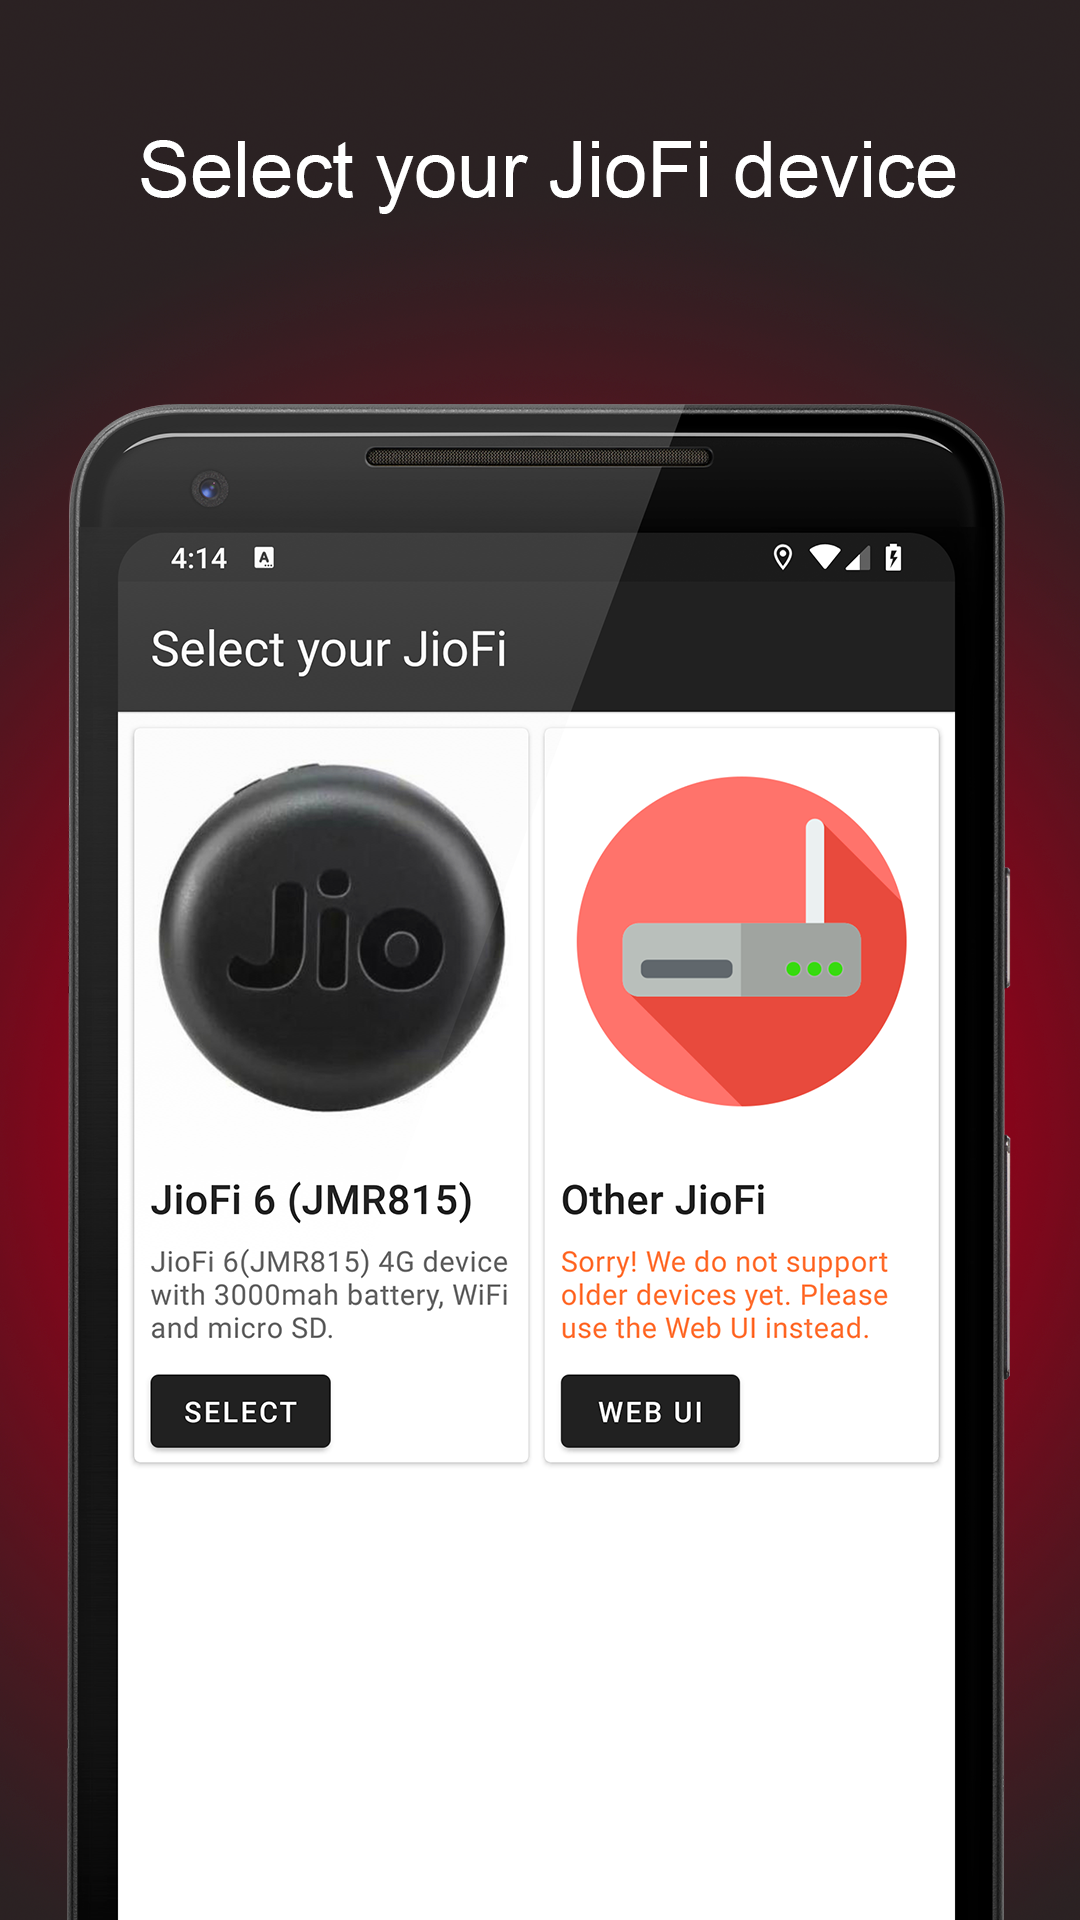 Select your JioFi device
4:14 A
Select your JioFi
Jio
JioFi 6 (JMR815)
JioFi 6(JMR815) 4G device
with 3000mah battery, WiFi
and micro SD.
SELECT
Other JioFi
Sorry! We do not support
older devices yet. Please
use the Web UI instead.
WEB UI